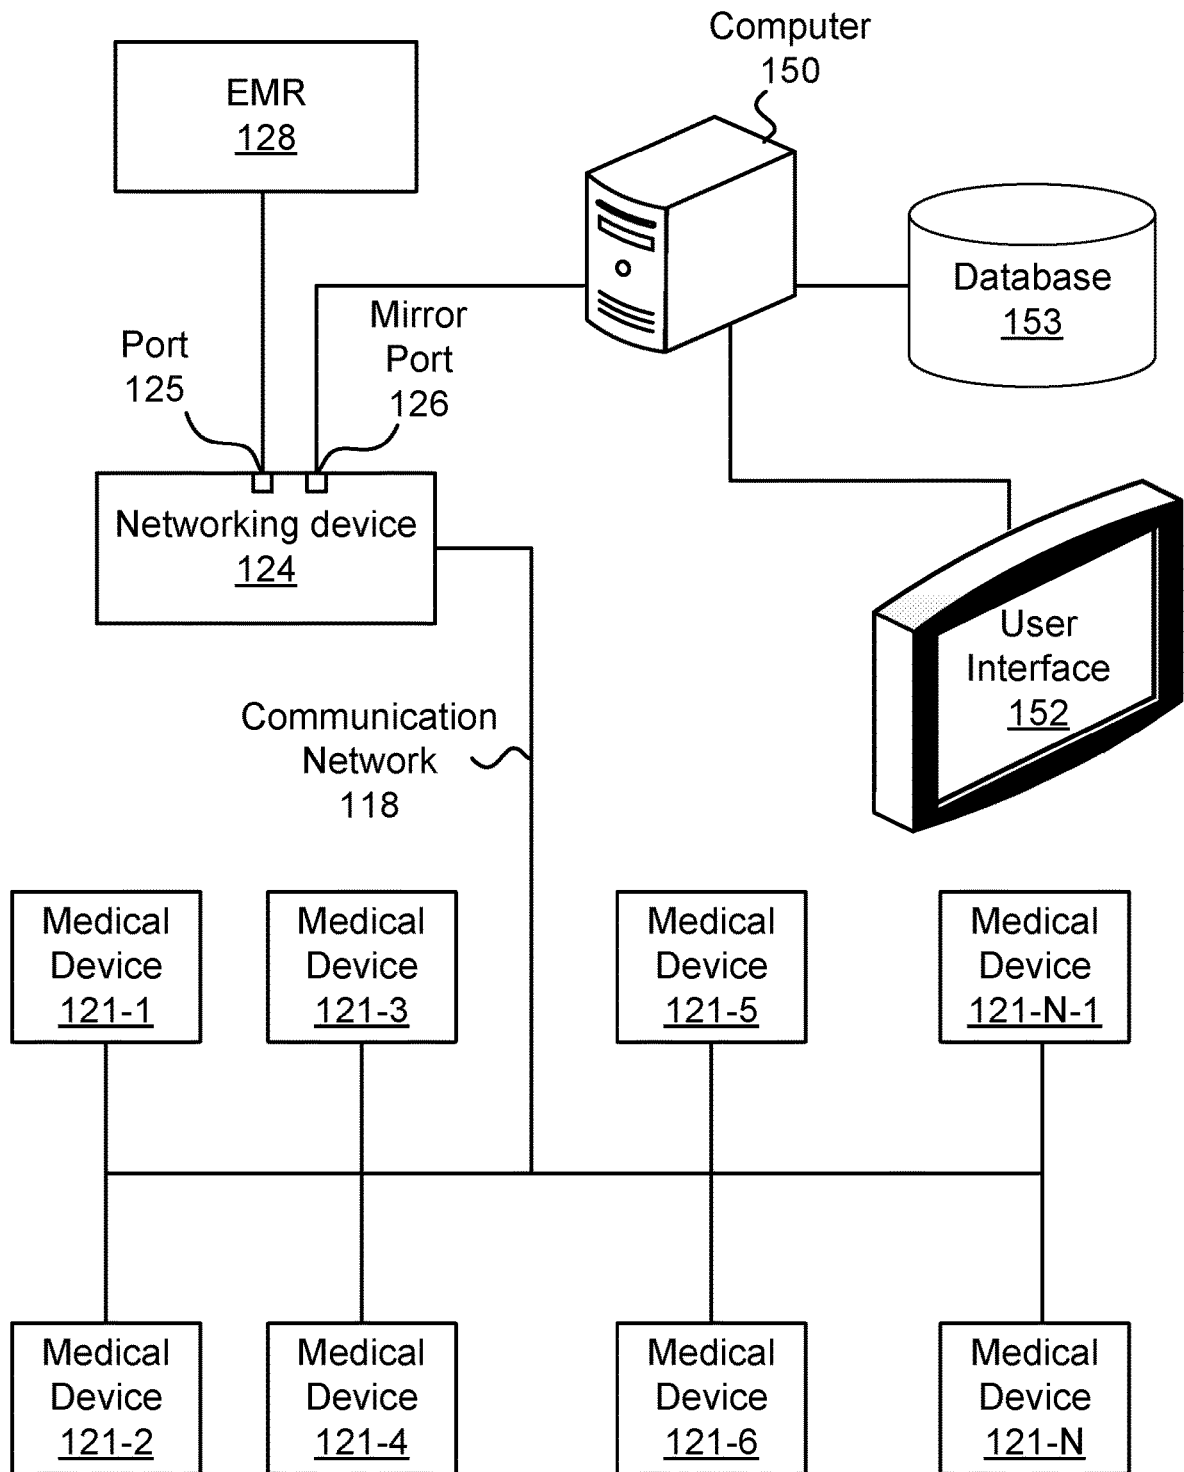 Computer
150
EMR
128
Database
153
Mirror
Port
126
Port
125
Networking device
124
User
Interface
152
Communication
Network
118
Medical
Device
121-1
Medical
Device
121-3
Medical
Device
121-5
Medical
Device
121-N-1
Medical
Device
121-2
Medical
Device
121-4
Medical
Device
121-6
Medical
Device
121-N